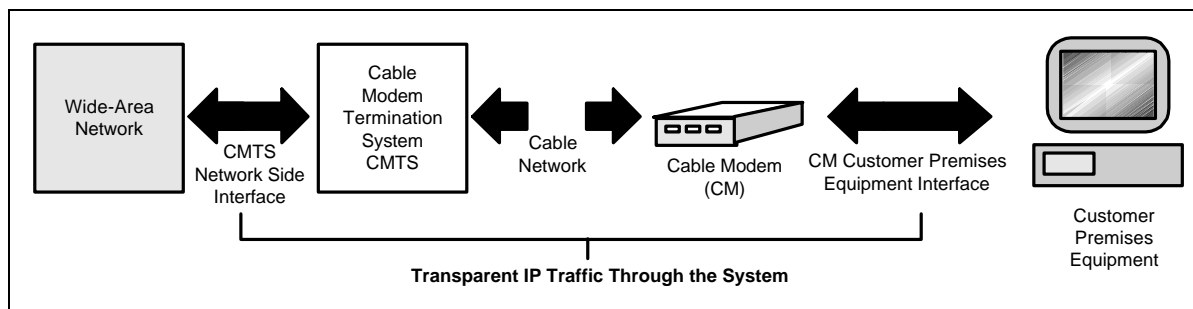 Wide-Area
Network
CMTS
Network Side
Interface
Cable
Modem
Termination
System
CMTS
Cable
Network
Cable Modem
(CM)
CM Customer Premises
Equipment Interface
Customer
Premises
Equipment
Transparent IP Traffic Through the System